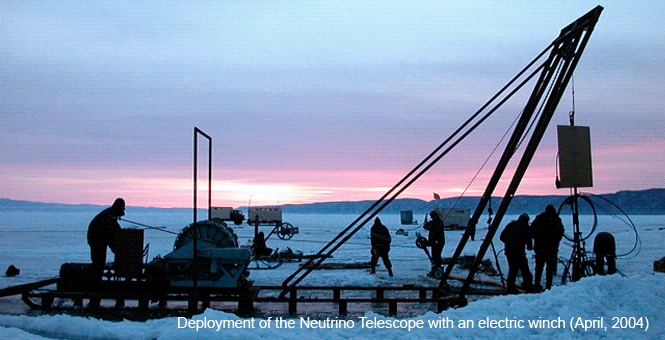 Deployment of the Neutrino Telescope with an electric winch (April, 2004)